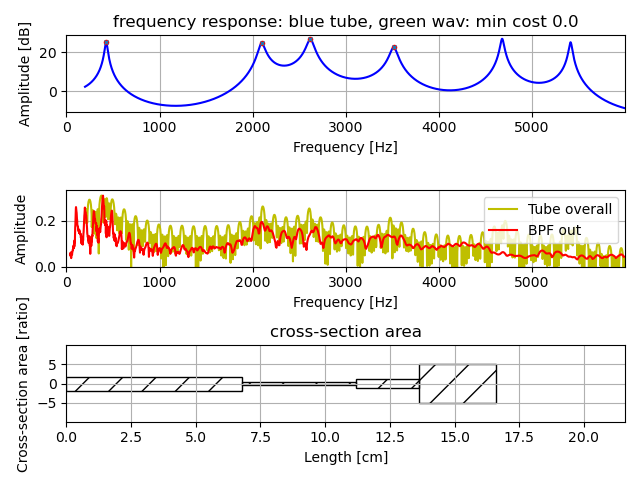 frequency response: blue tube, green wav: min cost 0.0
Amplitude [dB]
20
0
0
1000
2000
3000
4000
5000
Frequency [Hz]
Amplitude
0.2
0.0
Tube overall
BPF out
0
1000
2000
3000
4000
5000
Frequency [Hz]
cross-section area
Cross-section area [ratio]
5
0
−5
0.0
2.5
5.0
7.5
10.0
12.5
15.0
17.5
20.0
Length [cm]